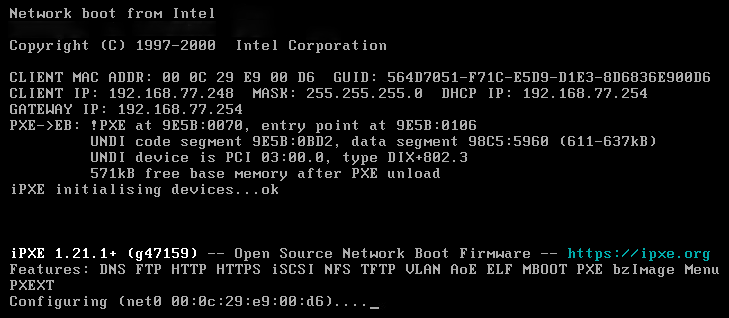 Network boot from Intel
Copyright (C) 1997-2000  Intel Corporation
CLIENT MAC ADDR: 00 0C 29 E9 00 D6  GUID: 564D7051-F71C-E5D9-D1E3-8D6836E900D6
CLIENT IP: 192.168.77.248  MASK: 255.255.255.0  DHCP IP: 192.168.77.254
GATEWAY IP: 192.168.77.254
PXE->EB: !PXE at 9E5B:0070, entry point at 9E5B:0106
         UNDI code segment 9E5B:0BD2, data segment 98C5:5960 (611-637kB)
         UNDI device is PCI 03:00.0, type DIX+802.3
         571kB free base memory after PXE unload
iPXE initialising devices...ok
iPXE 1.21.1+ (g47159) -- Open Source Network Boot Firmware -- https://ipxe.org
Features: DNS FTP HTTP HTTPS iSCSI NFS TFTP VLAN AoE ELF MBOOT PXE bzImage Menu
PXEXT
Configuring (net0 00:0c:29:e9:00:d6)...._